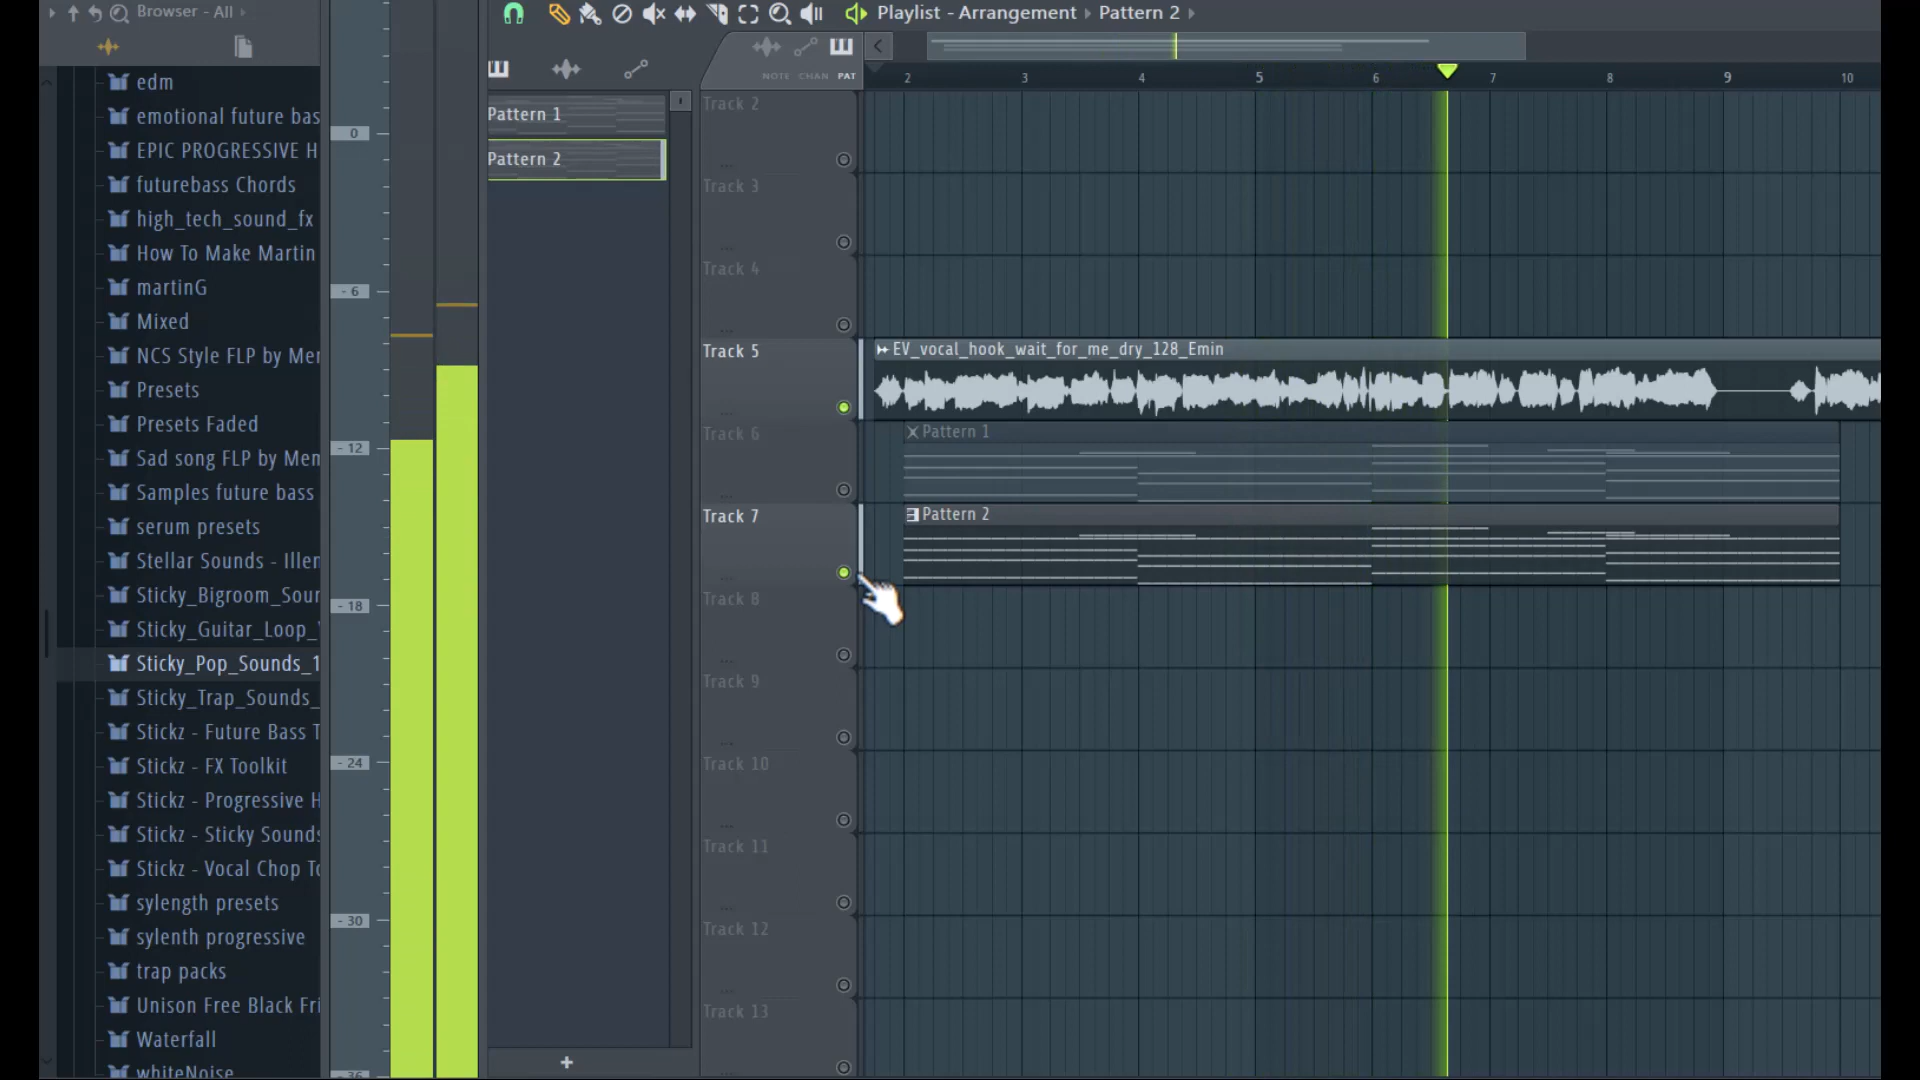 Browser - All
edm
emotional future bas
EPIC PROGRESSIVE H
futurebass Chords
high_tech_sound_fx
How To Make Martin
martinG
Mixed
NCS Style FLP by Mer
Presets
Presets Faded
Sad song FLP by Mem
Samples future bass
serum presets
Stellar Sounds - Illen
Sticky_Bigroom_Sour
Sticky_Guitar_Loop_
Sticky_Pop_Sounds_1
Sticky_Trap_Sounds_
Stickz - Future Bass T
Stickz - FX Toolkit
Stickz - Progressive H
Stickz - Sticky Sounds
Stickz - Vocal Chop To
sylength presets
sylenth progressive
trap packs
Unison Free Black Fri
Waterfall
whiteNoise
0
- 6
- 12
- 18
- 24
- 30
- 36
Pattern 1
Pattern 2
+
Playlist - Arrangement Pattern 2
NOTE CHAN PAT
2 3 4 5 6 7 8 9 10
Track 2
Track 3
Track 4
Track 5
EV_vocal_hook_wait_for_me_dry_128_Emin
Track 6
Pattern 1
Track 7
Pattern 2
Track 8
Track 9
Track 10
Track 11
Track 12
Track 13